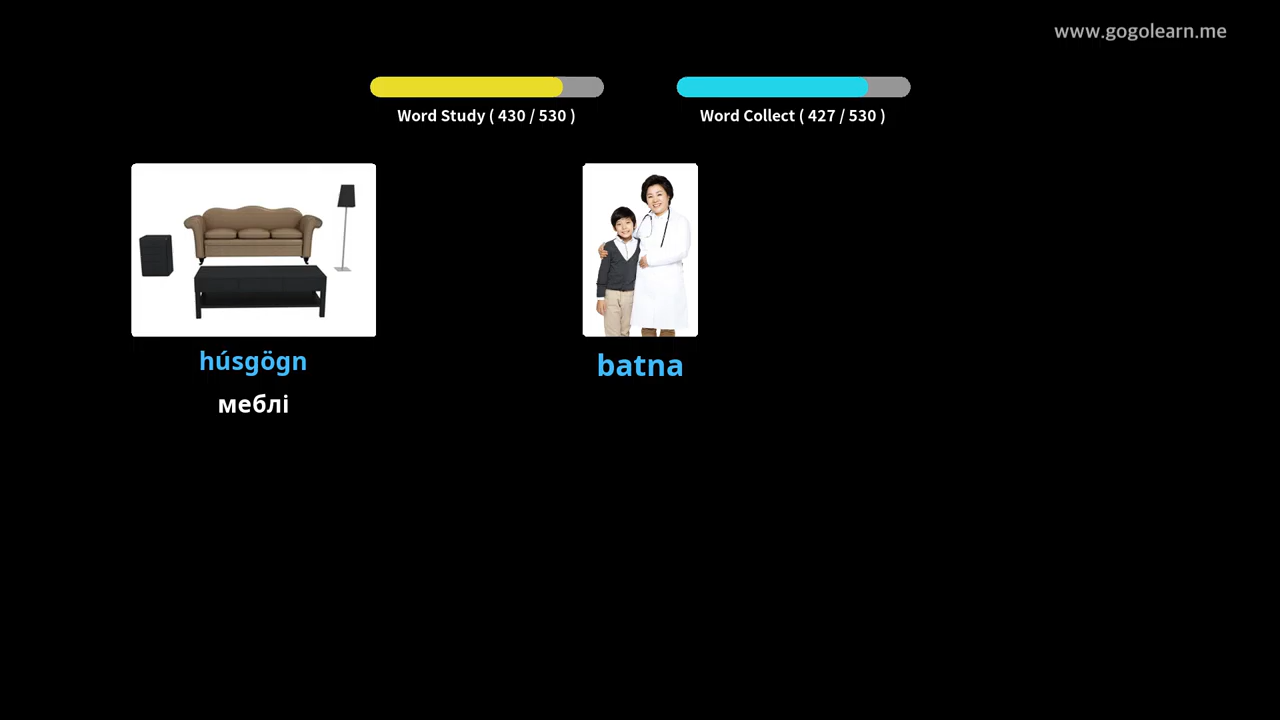 www.gogolearn.me
Word Study ( 430 / 530 )
Word Collect ( 427 / 530 )
húsgögn
меблі
batna